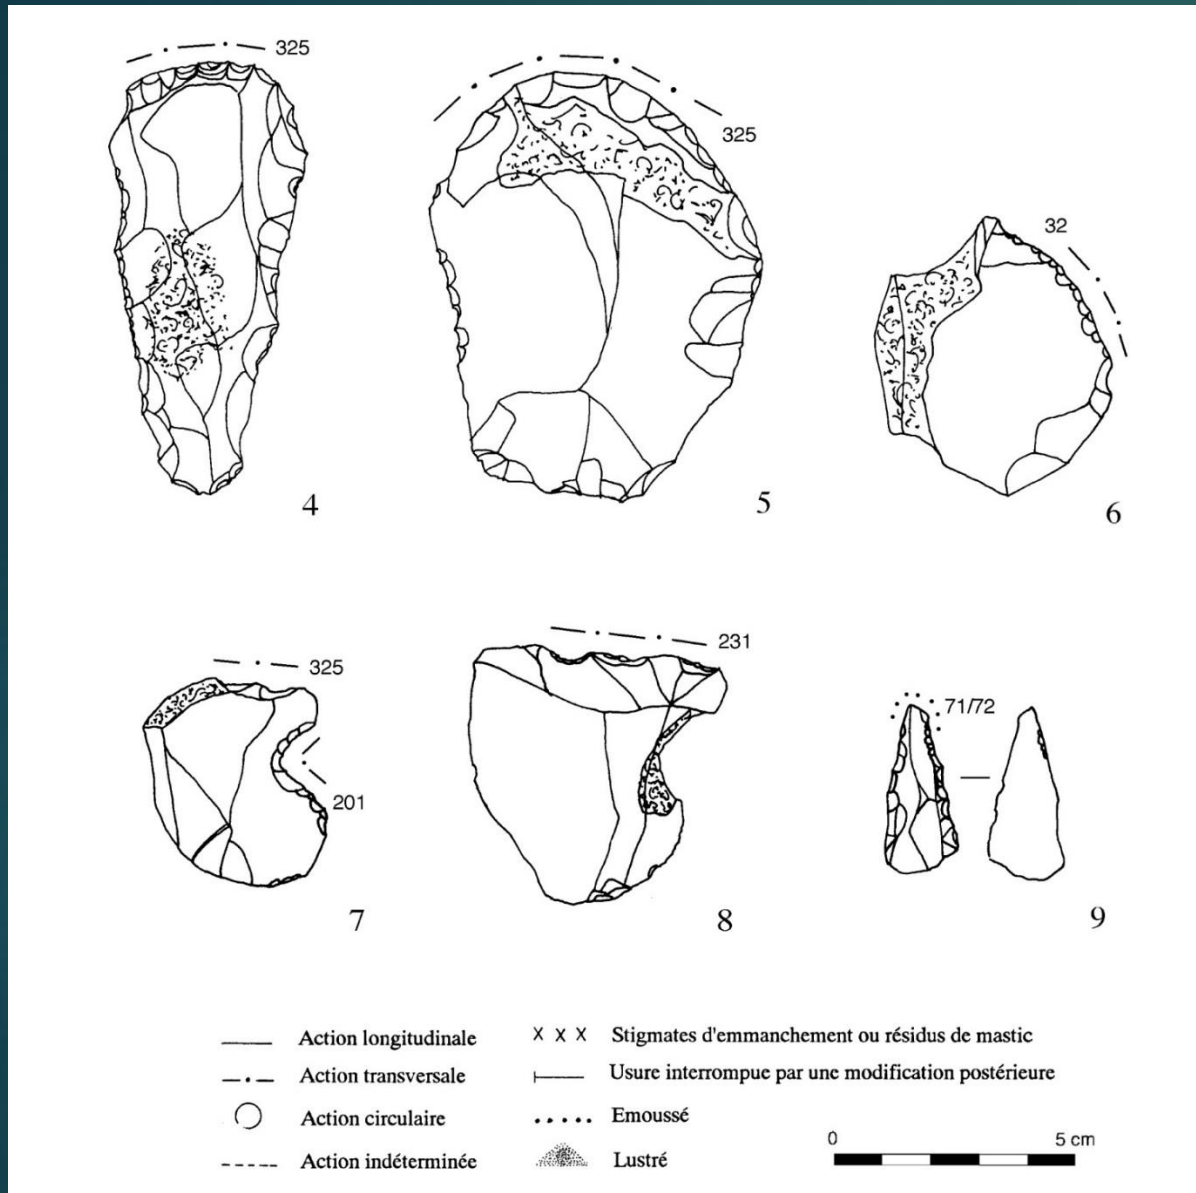 325
325
32
4
5
6
325
201
231
71/72
7
8
9
Action longitudinale
x x x Stigmates d'emmanchement ou résidus de mastic
Action transversale
Usure interrompue par une modification postérieure
Action circulaire
Emoussé
Action indéterminée
Lustré
0 5 cm